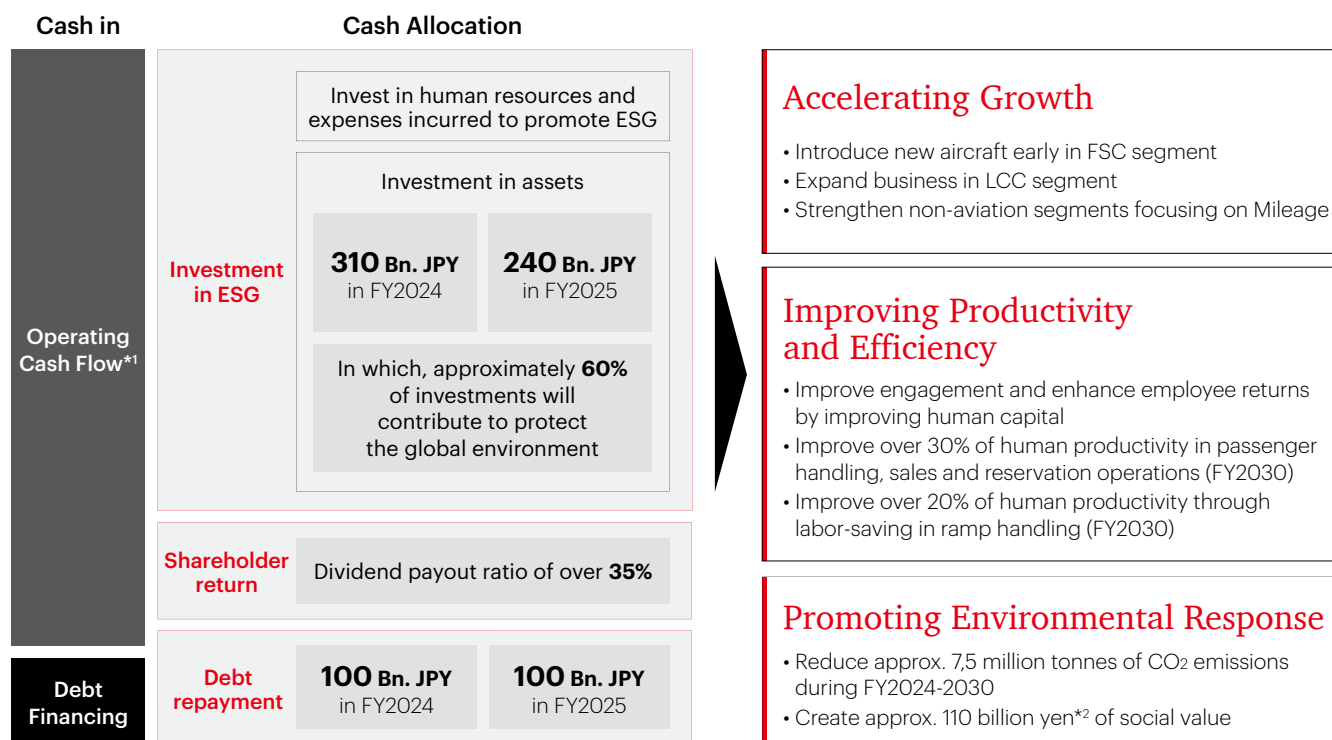 Cash in
Cash Allocation
Operating
Cash Flow*1
Debt
Financing
Investment
in ESG
Invest in human resources and
expenses incurred to promote ESG
Investment in assets
310 Bn. JPY
in FY2024
240 Bn. JPY
in FY2025
In which, approximately 60%
of investments will
contribute to protect
the global environment
Shareholder
return
Dividend payout ratio of over 35%
Debt
repayment
100 Bn. JPY
in FY2024
100 Bn. JPY
in FY2025
Accelerating Growth
• Introduce new aircraft early in FSC segment
• Expand business in LCC segment
• Strengthen non-aviation segments focusing on Mileage
Improving Productivity
and Efficiency
• Improve engagement and enhance employee returns
by improving human capital
• Improve over 30% of human productivity in passenger
handling, sales and reservation operations (FY2030)
• Improve over 20% of human productivity through
labor-saving in ramp handling (FY2030)
Promoting Environmental Response
• Reduce approx. 7,5 million tonnes of CO2 emissions
during FY2024-2030
• Create approx. 110 billion yen*2 of social value